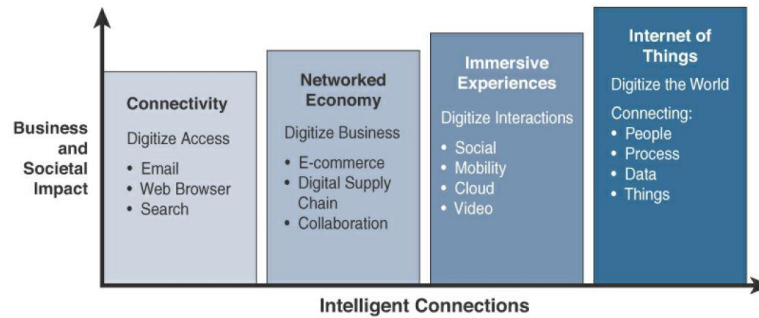 Business
and
Societal
Impact
Connectivity
Digitize Access
• Email
• Web Browser
• Search
Networked
Economy
Digitize Business
• E-commerce
• Digital Supply
Chain
• Collaboration
Immersive
Experiences
Digitize Interactions
• Social
• Mobility
• Cloud
• Video
Internet of
Things
Digitize the World
Connecting:
• People
• Process
• Data
• Things
Intelligent Connections